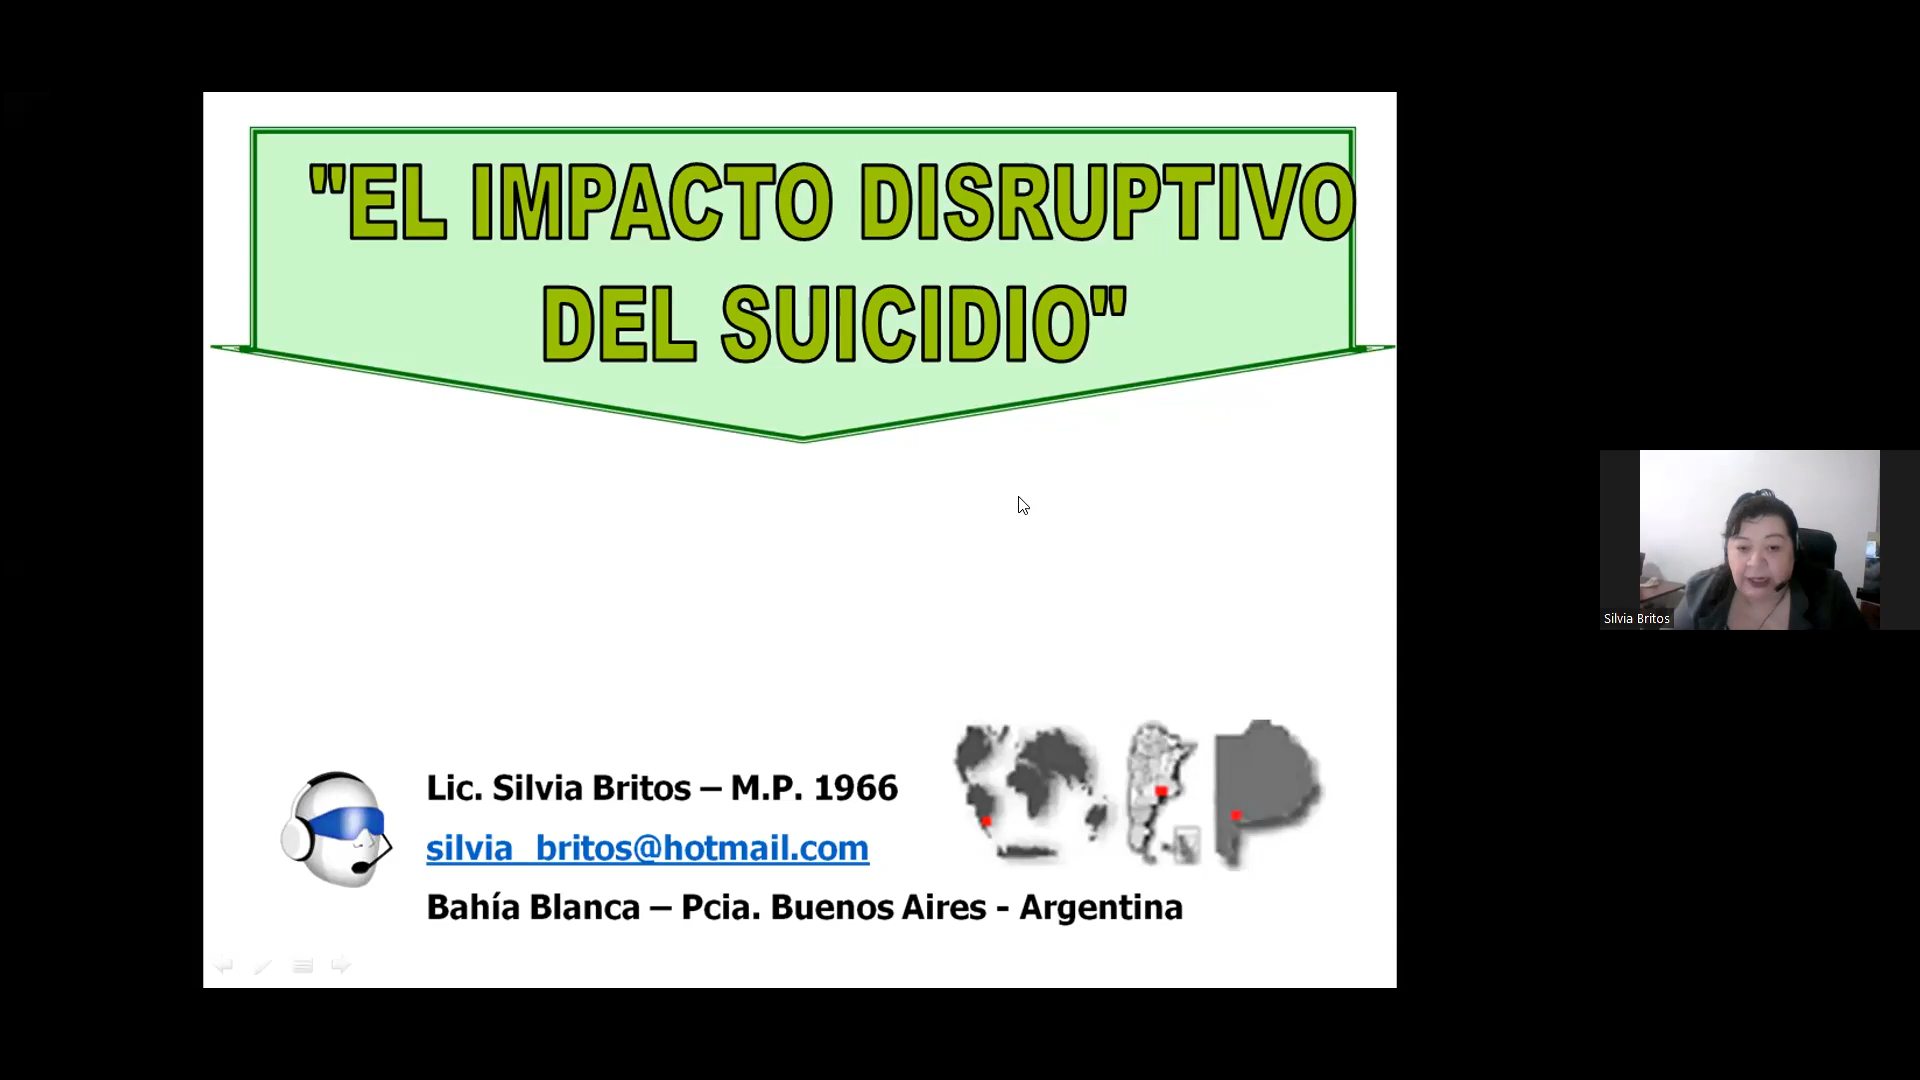 "EL IMPACTO DISRUPTIVO
DEL SUICIDIO"
Lic. Silvia Britos – M.P. 1966
silvia_britos@hotmail.com
Bahía Blanca – Pcia. Buenos Aires - Argentina
Silvia Britos